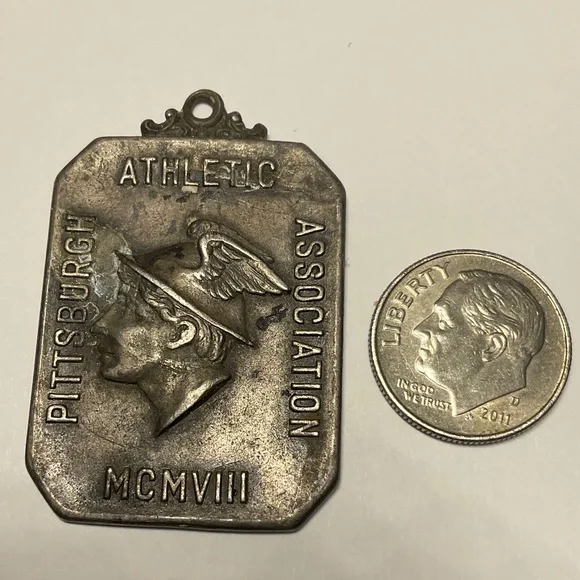 PITTSBURGH
ATHLETIC
ASSOCIATION
MCMVIII
LIBERTY
IN GOD
WE TRUST
D
2011